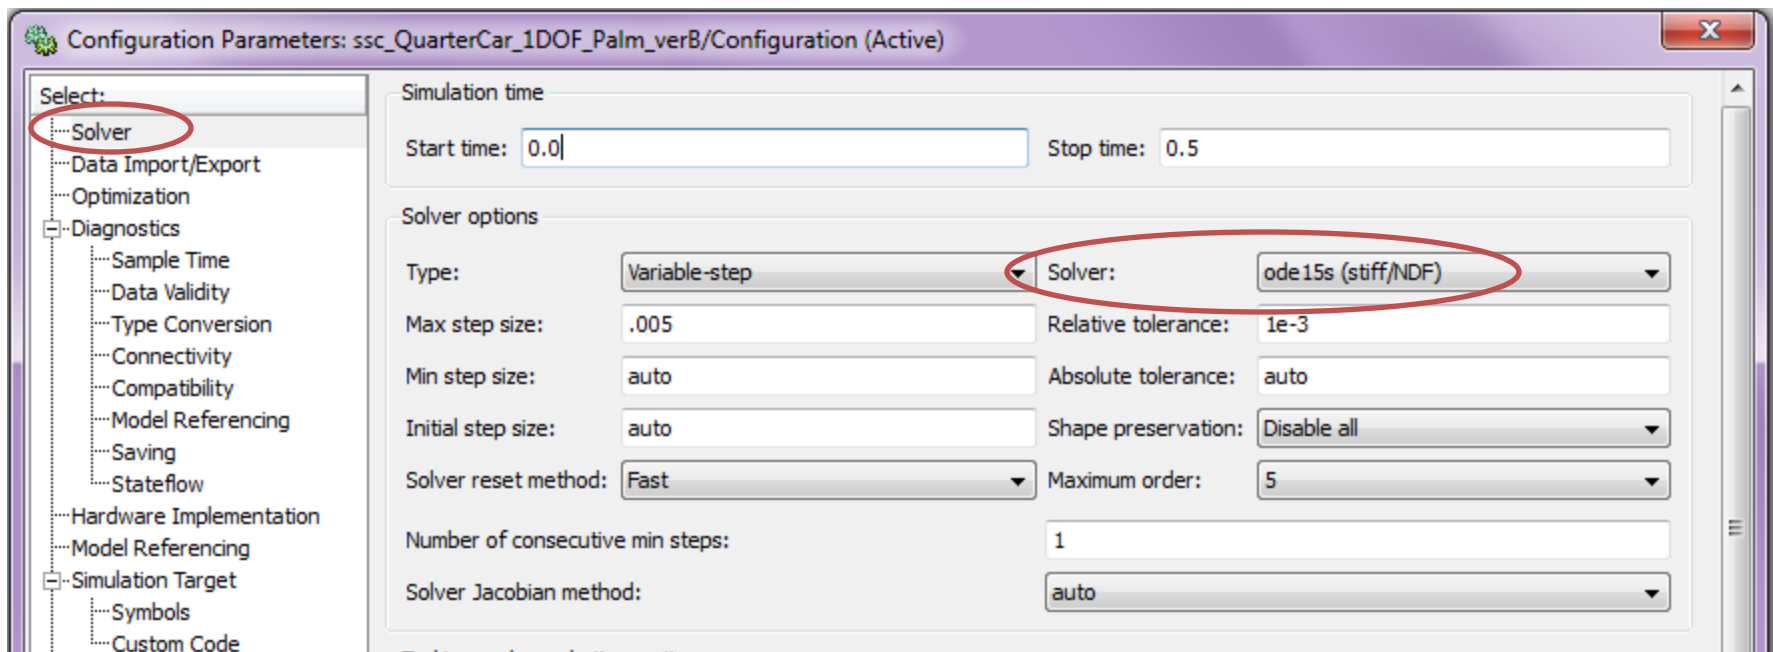 Configuration Parameters: ssc_QuarterCar_1DOF_Palm_verB/Configuration (Active)
Select:
Solver
Data Import/Export
Optimization
Diagnostics
Sample Time
Data Validity
Type Conversion
Connectivity
Compatibility
Model Referencing
Saving
Stateflow
Hardware Implementation
Model Referencing
Simulation Target
Symbols
Custom Code
Simulation time
Start time: 0.0 Stop time: 0.5
Solver options
Type: Variable-step Solver: ode15s (stiff/NDF)
Max step size: .005 Relative tolerance: 1e-3
Min step size: auto Absolute tolerance: auto
Initial step size: auto Shape preservation: Disable all
Solver reset method: Fast Maximum order: 5
Number of consecutive min steps: 1
Solver Jacobian method: auto